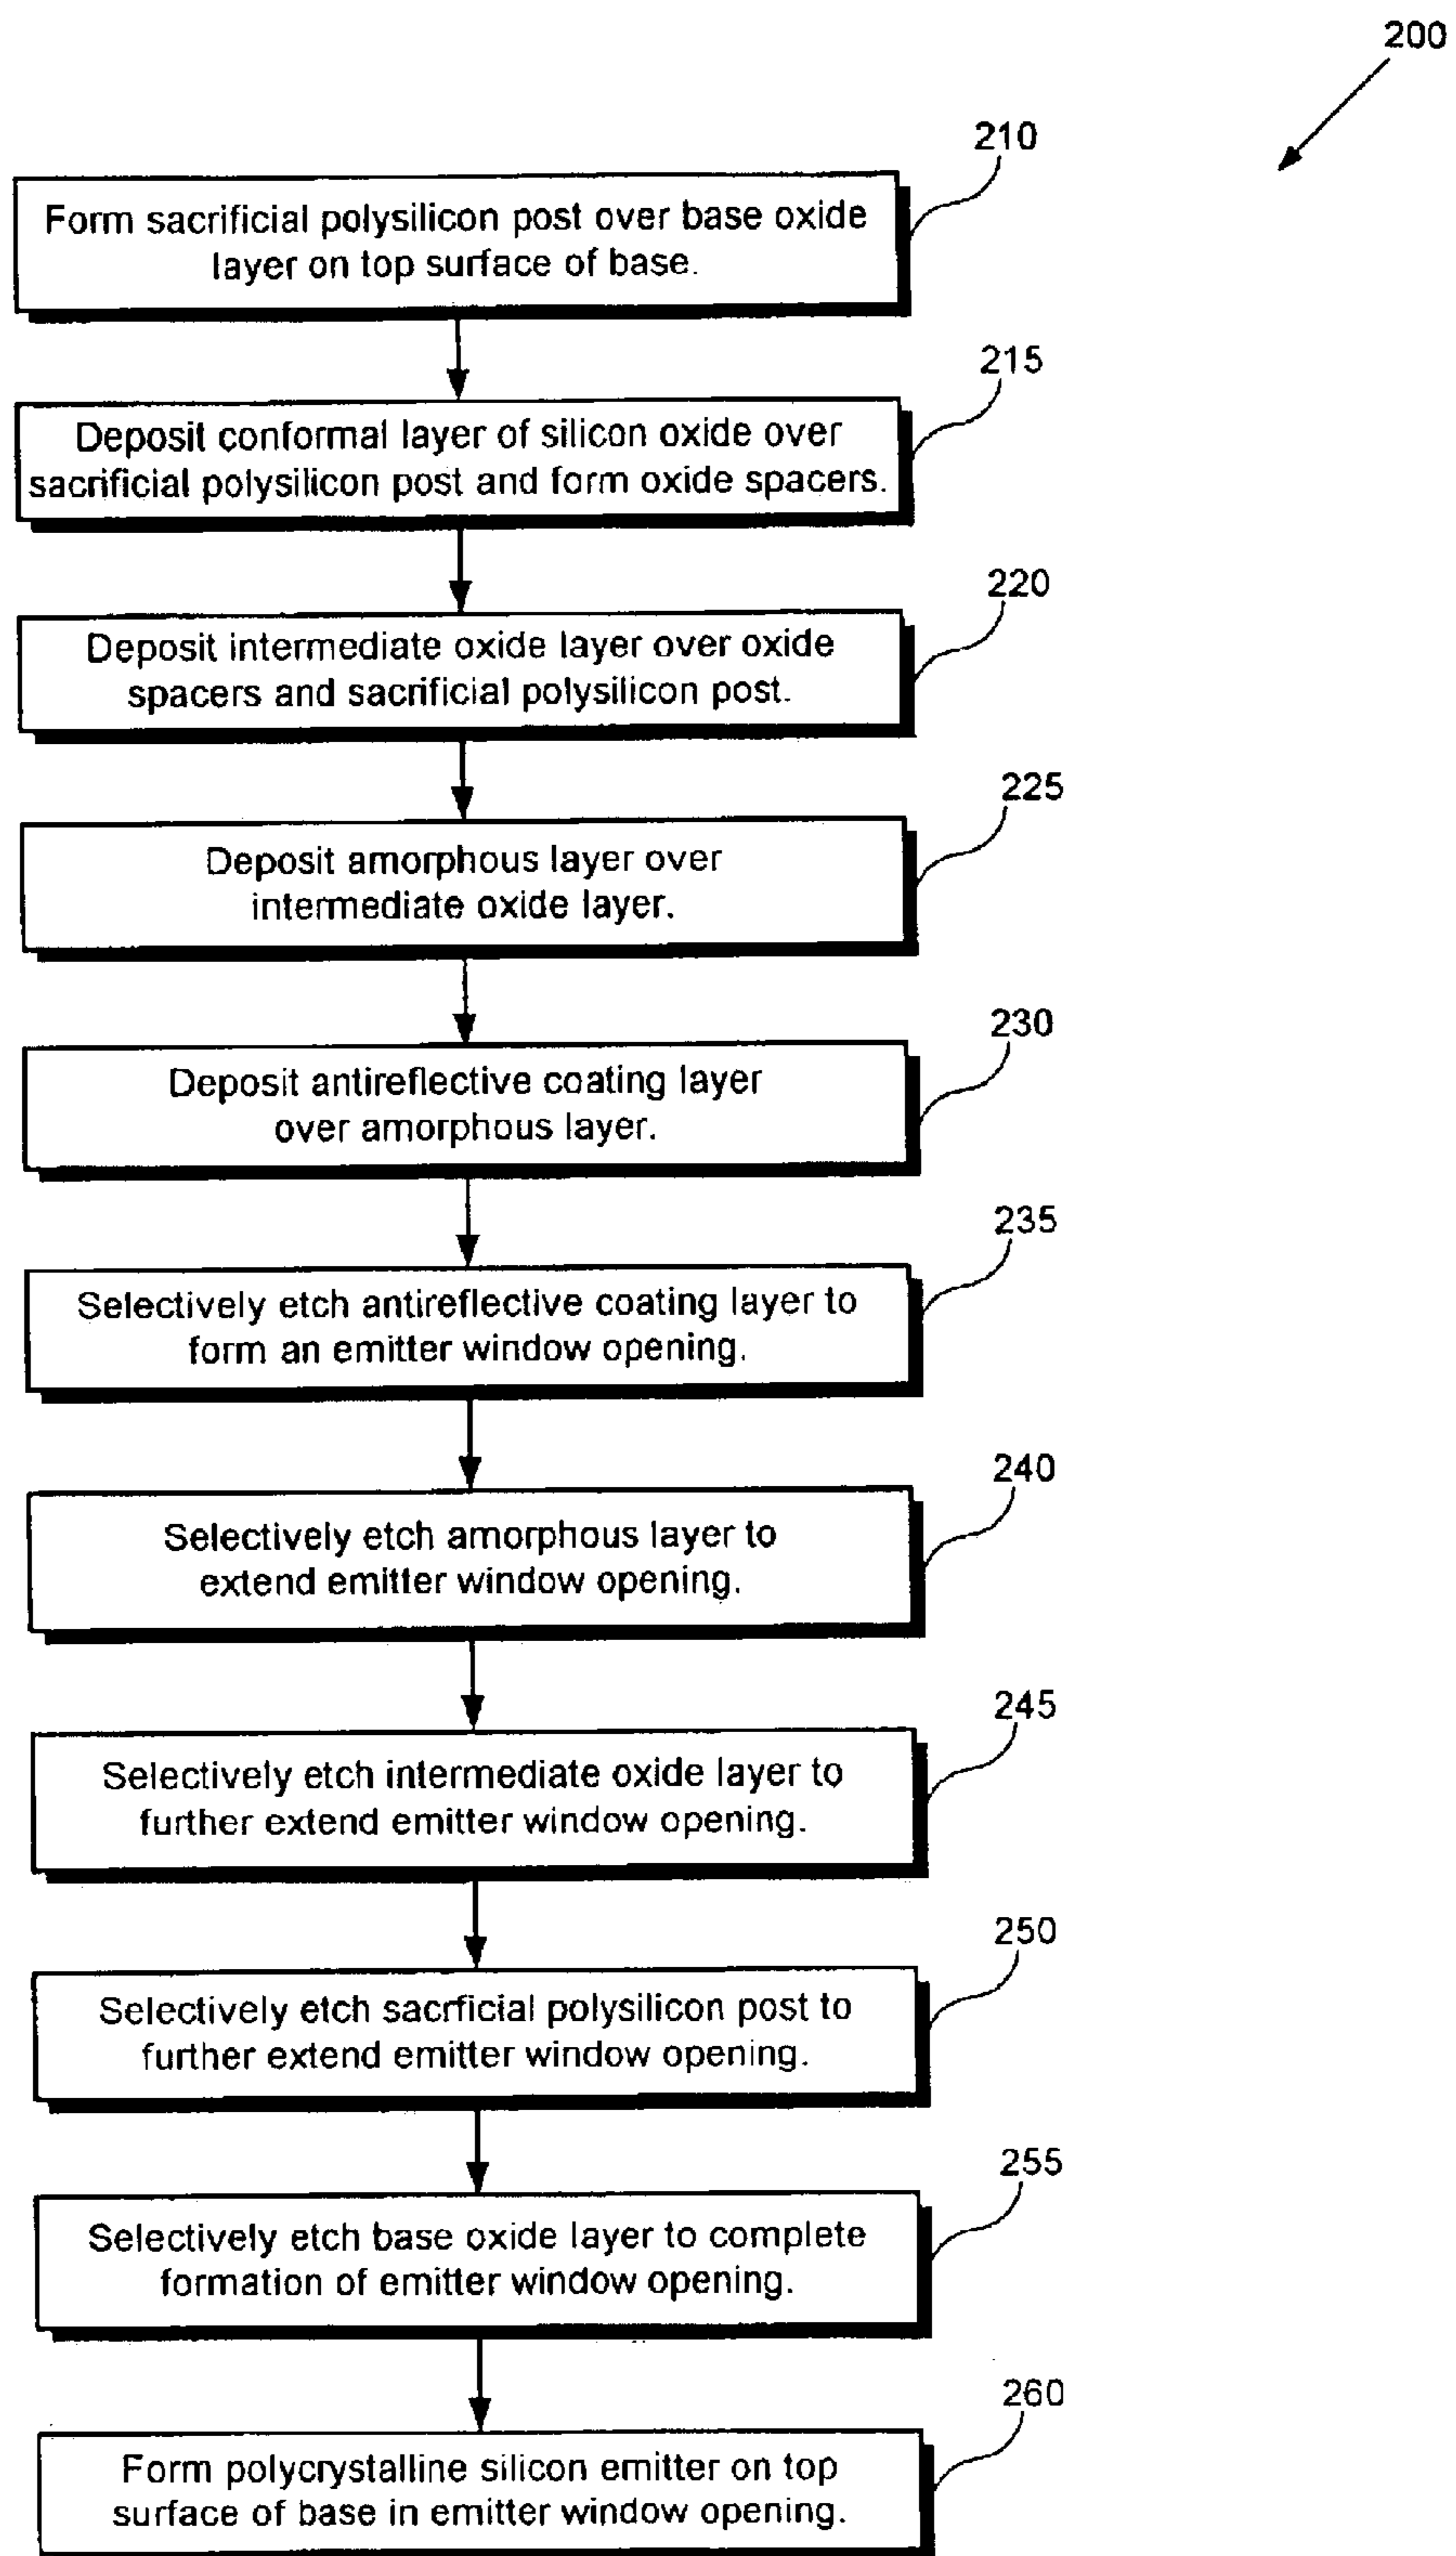 200
210
Form sacrificial polysilicon post over base oxide
layer on top surface of base.
215
Deposit conformal layer of silicon oxide over
sacrificial polysilicon post and form oxide spacers.
220
Deposit intermediate oxide layer over oxide
spacers and sacrificial polysilicon post.
225
Deposit amorphous layer over
intermediate oxide layer.
230
Deposit antireflective coating layer
over amorphous layer.
235
Selectively etch antireflective coating layer to
form an emitter window opening.
240
Selectively etch amorphous layer to
extend emitter window opening.
245
Selectively etch intermediate oxide layer to
further extend emitter window opening.
250
Selectively etch sacrficial polysilicon post to
further extend emitter window opening.
255
Selectively etch base oxide layer to complete
formation of emitter window opening.
260
Form polycrystalline silicon emitter on top
surface of base in emitter window opening.